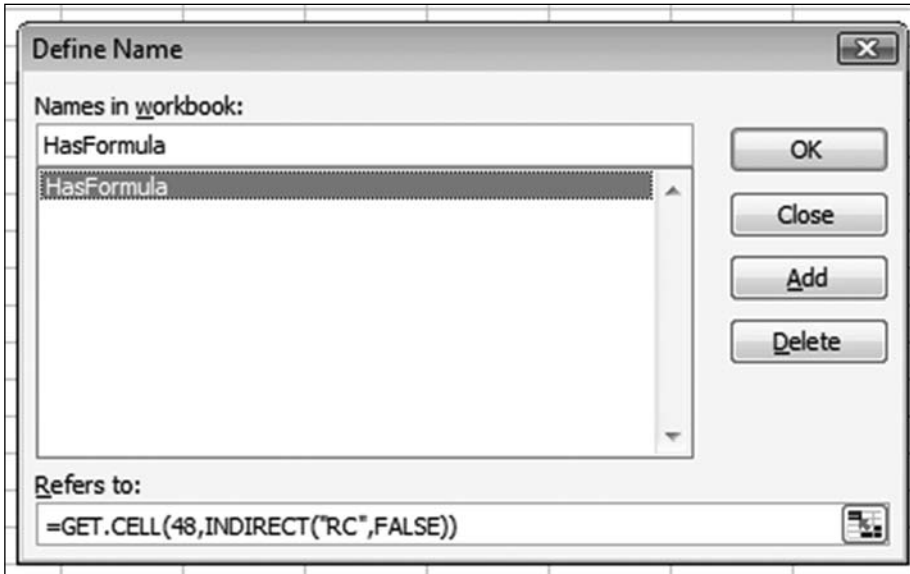 Define Name
Names in workbook:
HasFormula
HasFormula
OK
Close
Add
Delete
Refers to:
=GET.CELL(48,INDIRECT("RC",FALSE))